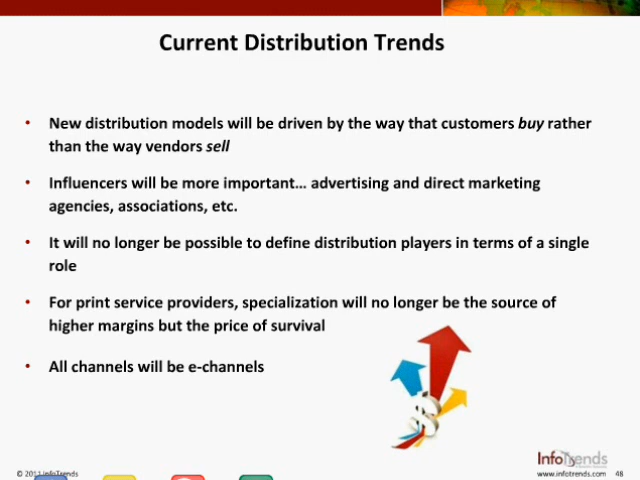 Current Distribution Trends
• New distribution models will be driven by the way that customers buy rather
than the way vendors sell
• Influencers will be more important… advertising and direct marketing
agencies, associations, etc.
• It will no longer be possible to define distribution players in terms of a single
role
• For print service providers, specialization will no longer be the source of
higher margins but the price of survival
• All channels will be e-channels
InfoTrends
© 2011 InfoTrends
www.infotrends.com 48